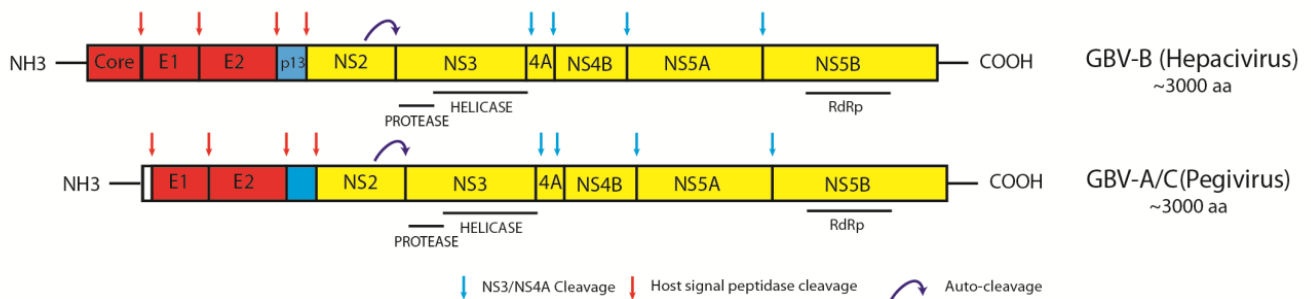 NH3 Core E1 E2 p13 NS2 NS3 4A NS4B NS5A NS5B COOH GBV-B (Hepacivirus)
~3000 aa
HELICASE RdRp
PROTEASE
NH3 E1 E2 NS2 NS3 4A NS4B NS5A NS5B COOH GBV-A/C(Pegivirus)
~3000 aa
HELICASE RdRp
PROTEASE
NS3/NS4A Cleavage Host signal peptidase cleavage Auto-cleavage